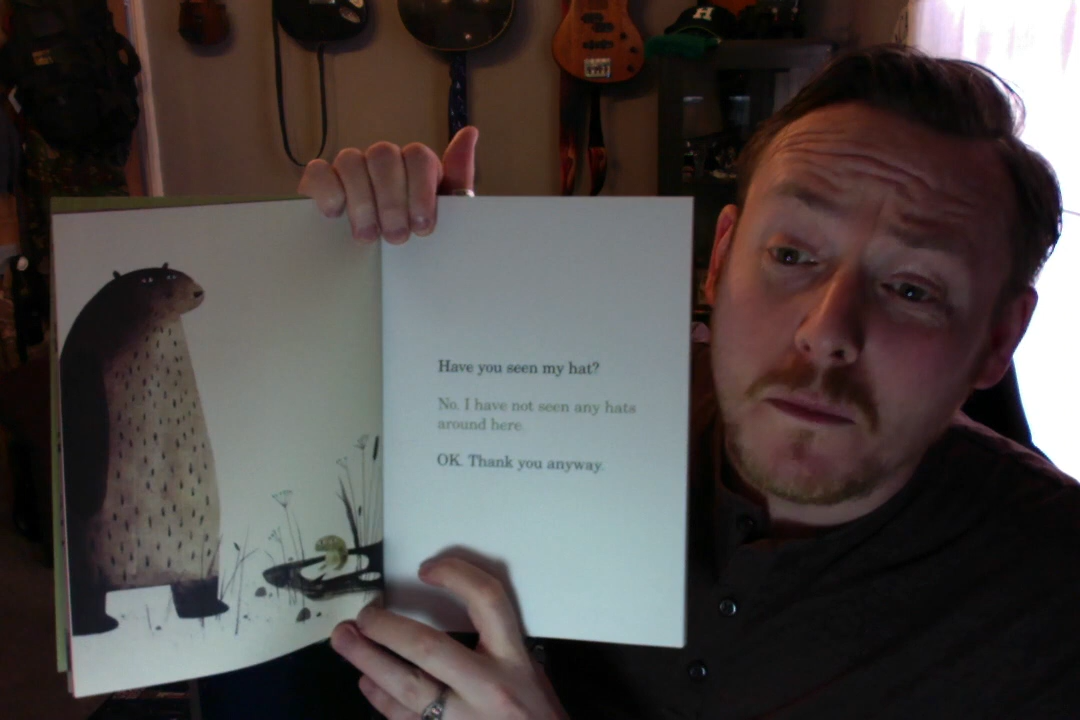 H
Have you seen my hat?
No. I have not seen any hats
around here.
OK. Thank you anyway.